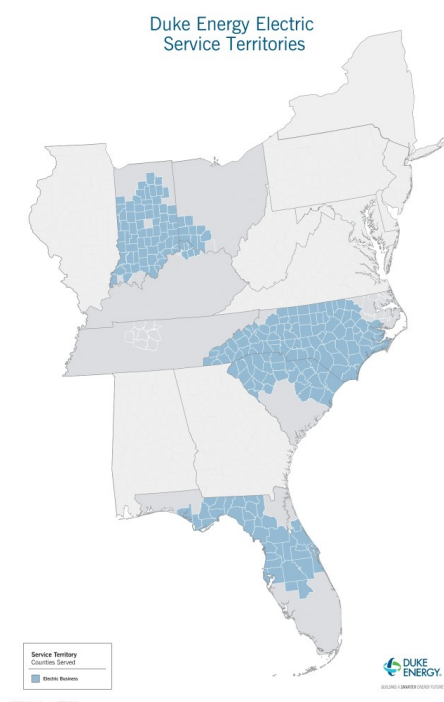 Duke Energy Electric
Service Territories
Service Territory
Counties Served
Electric Business
DUKE
ENERGY®
BUILDING A SMARTER ENERGY FUTURE